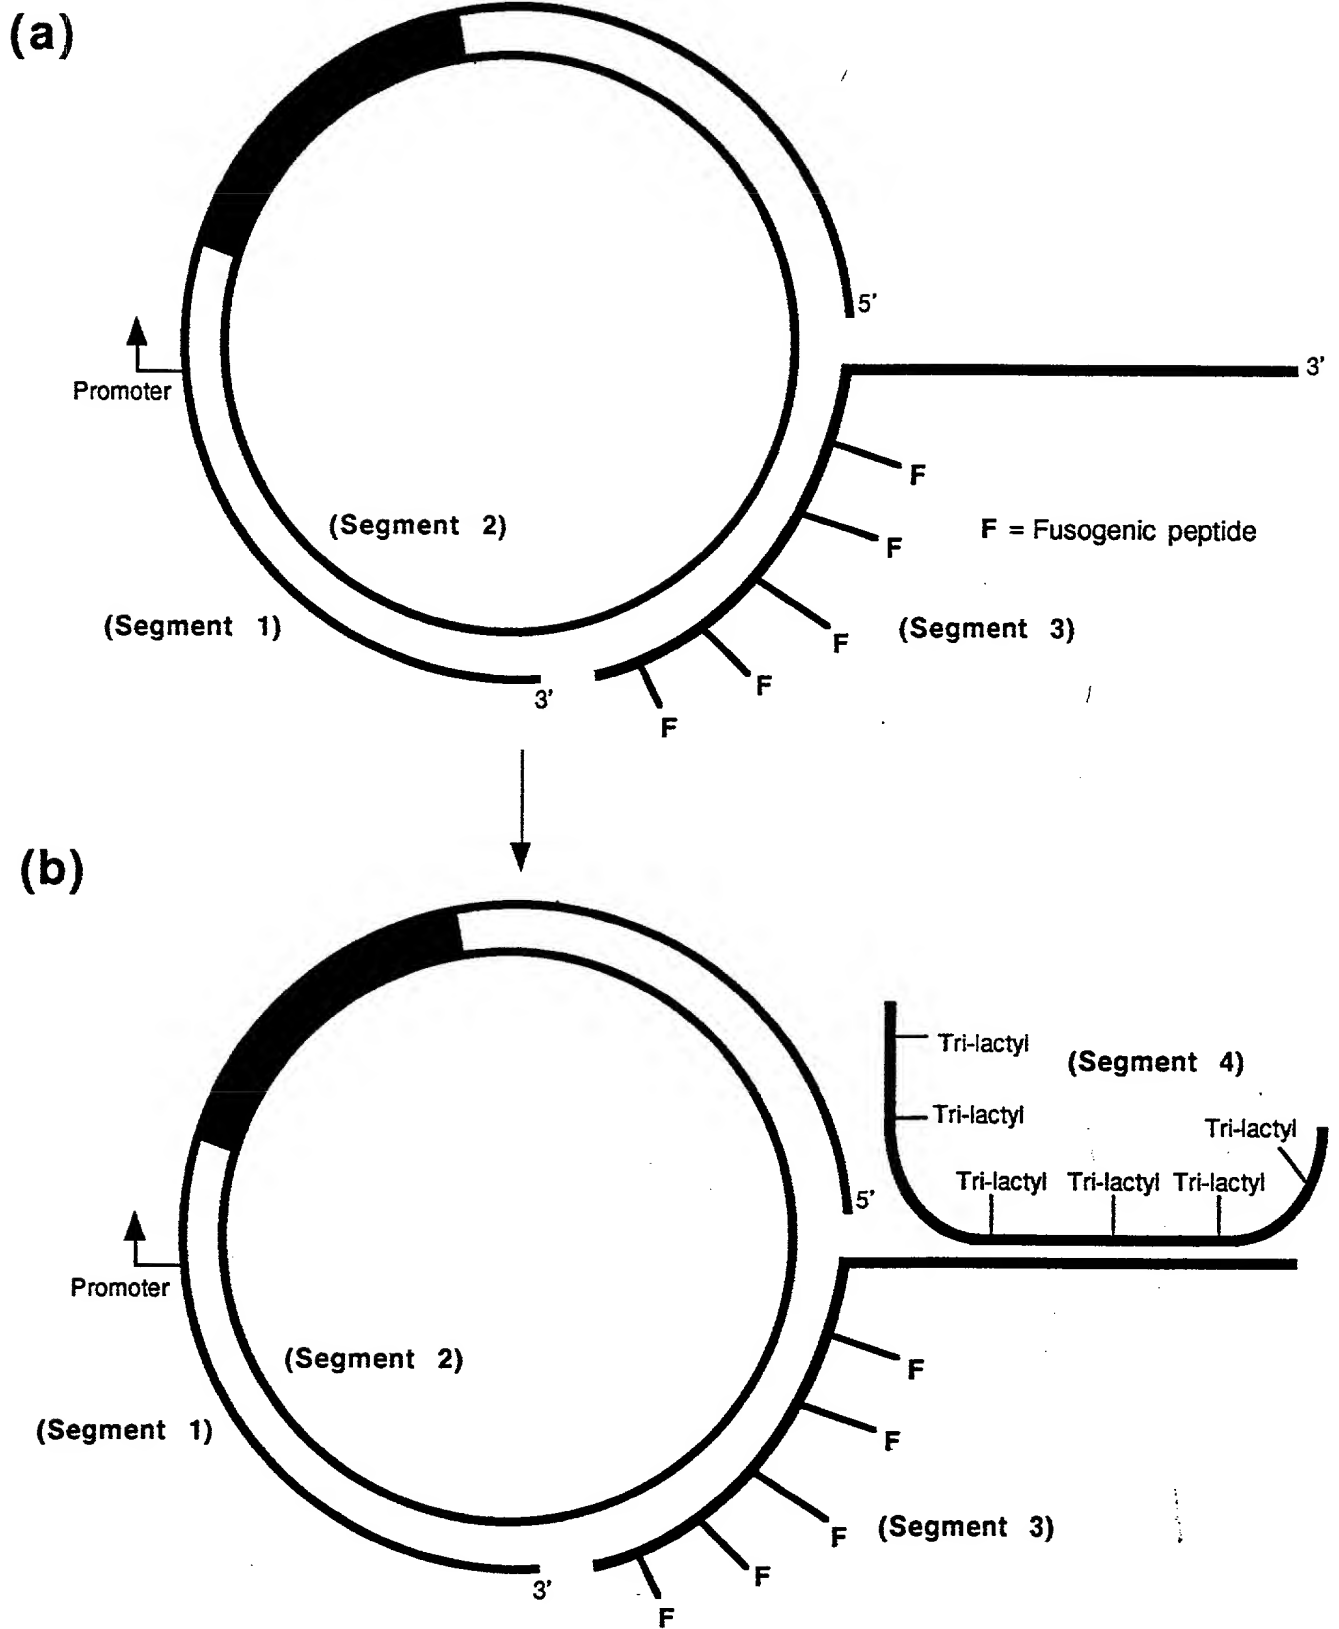 (a)
5'
3'
Promoter
F
(Segment 2)
F
F = Fusogenic peptide
(Segment 1)
F
(Segment 3)
F
3'
F
(b)
Tri-lactyl
(Segment 4)
Tri-lactyl
Tri-lactyl
Tri-lactyl Tri-lactyl Tri-lactyl
5'
Promoter
(Segment 2)
F
(Segment 1)
F
F
(Segment 3)
F
3'
F